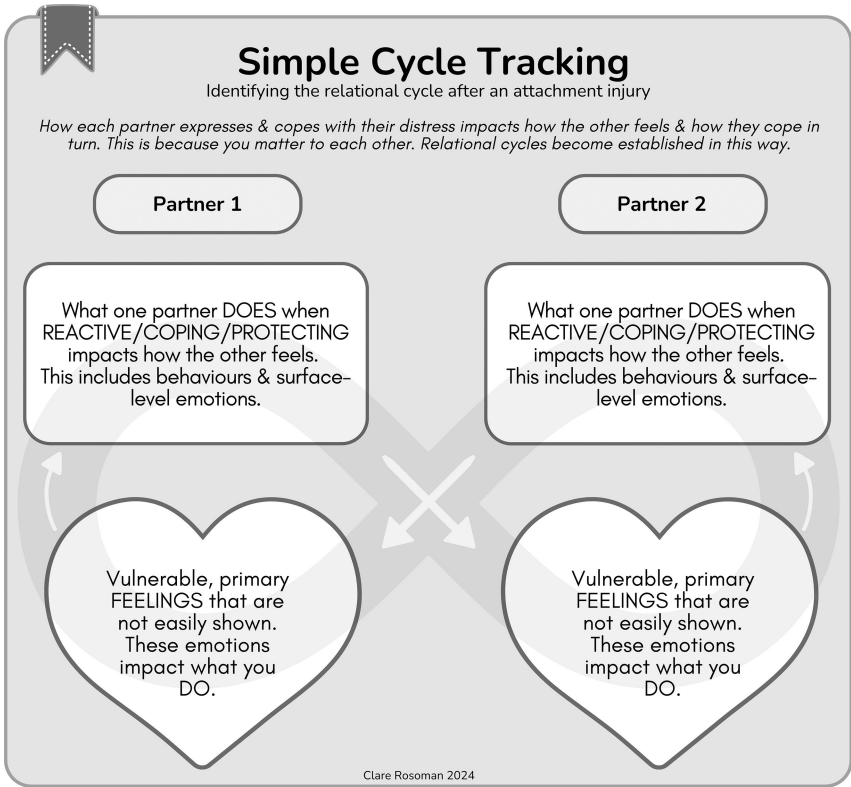 Simple Cycle Tracking
Identifying the relational cycle after an attachment injury
How each partner expresses & copes with their distress impacts how the other feels & how they cope in
turn. This is because you matter to each other. Relational cycles become established in this way.
Partner 1
Partner 2
What one partner DOES when
REACTIVE/COPING/PROTECTING
impacts how the other feels.
This includes behaviours & surface-
level emotions.
What one partner DOES when
REACTIVE/COPING/PROTECTING
impacts how the other feels.
This includes behaviours & surface-
level emotions.
Vulnerable, primary
FEELINGS that are
not easily shown.
These emotions
impact what you
DO.
Vulnerable, primary
FEELINGS that are
not easily shown.
These emotions
impact what you
DO.
Clare Rosoman 2024